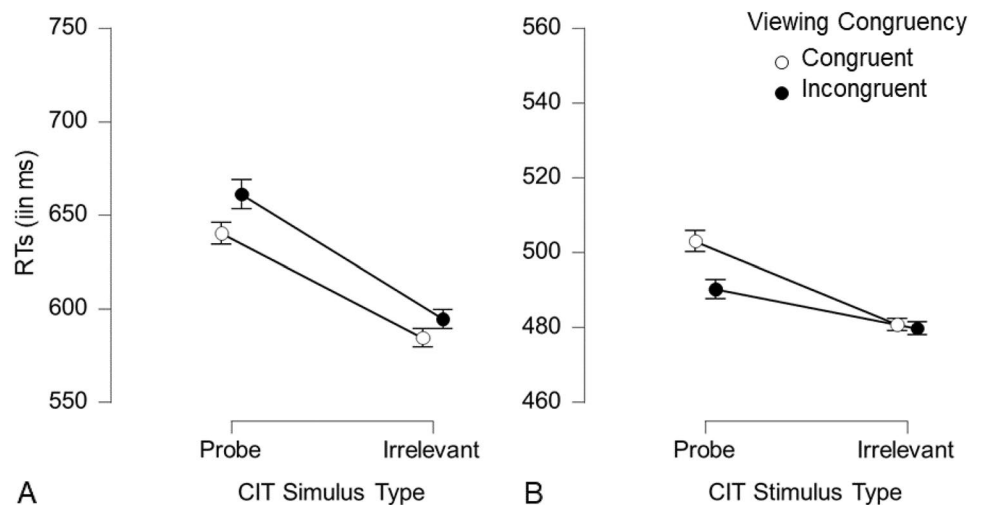 750
700
650
600
550
RTs (iin ms)
Probe
Irrelevant
A
CIT Simulus Type
560
540
520
500
480
460
Viewing Congruency
Congruent
Incongruent
Probe
Irrelevant
B
CIT Stimulus Type